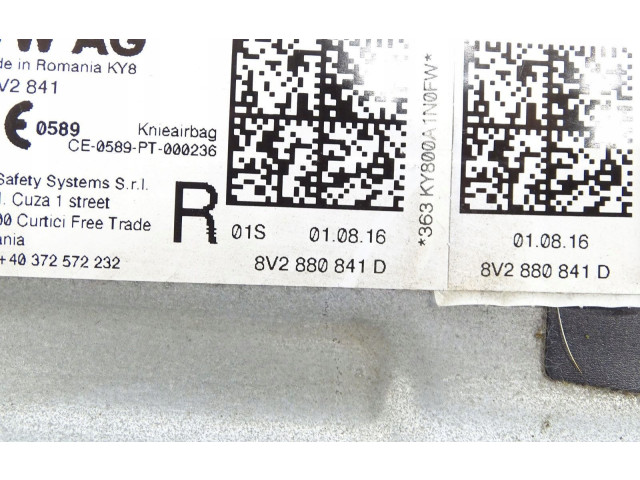 W AG
de in Romania KY8
V2 841
CE 0589 Knieairbag
CE-0589-PT-000236
Safety Systems S.r.l.
l. Cuza 1 street
00 Curtici Free Trade
ania
+40 372 572 232
R
01S 01.08.16
8V2 880 841 D
*363 KY800A1N0FW*
01.08.16
8V2 880 841 D